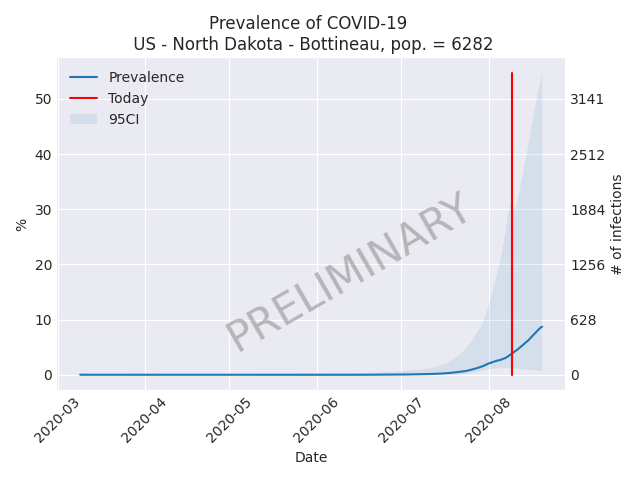 Prevalence of COVID-19
US - North Dakota - Bottineau, pop. = 6282
Prevalence
Today
95CI
PRELIMINARY
%
50
40
30
20
10
0
3141
2512
1884
1256
628
0
# of infections
2020-03
2020-04
2020-05
2020-06
2020-07
2020-08
Date